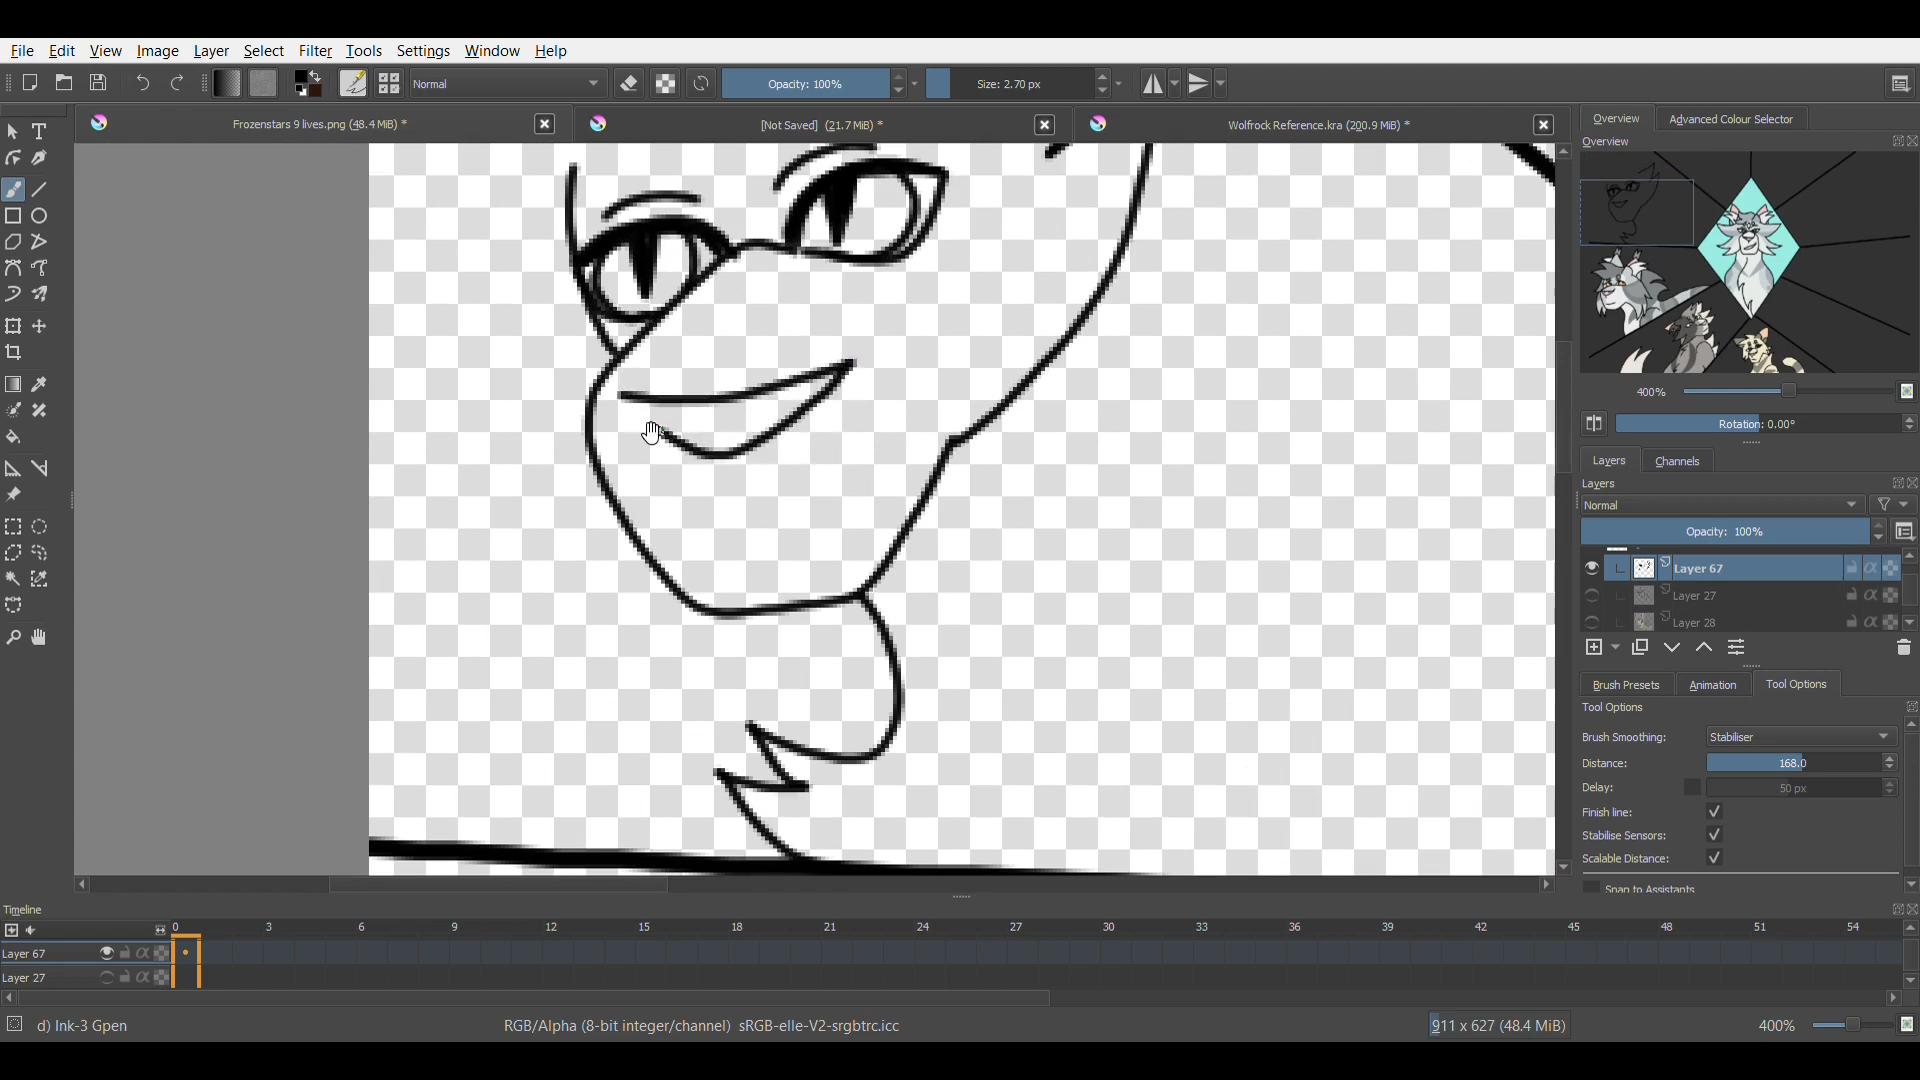 File Edit View Image Layer Select Filter Tools Settings Window Help
Normal Opacity: 100% Size: 2.70 px
Frozenstars 9 lives.png (48.4 MiB) * [Not Saved] (21.7 MiB) * Wolfrock Reference.kra (200.9 MiB) *
Overview Advanced Colour Selector
Overview
400%
Rotation: 0.00°
Layers Channels
Layers
Normal
Opacity: 100%
Layer 67
Layer 27
Layer 28
Brush Presets Animation Tool Options
Tool Options
Brush Smoothing: Stabiliser
Distance: 168.0
Delay: 50 px
Finish line:
Stabilise Sensors:
Scalable Distance:
Snap to Assistants
Timeline
0 3 6 9 12 15 18 21 24 27 30 33 36 39 42 45 48 51 54
Layer 67
Layer 27
d) Ink-3 Gpen RGB/Alpha (8-bit integer/channel) sRGB-elle-V2-srgbtrc.icc 911 x 627 (48.4 MiB) 400%